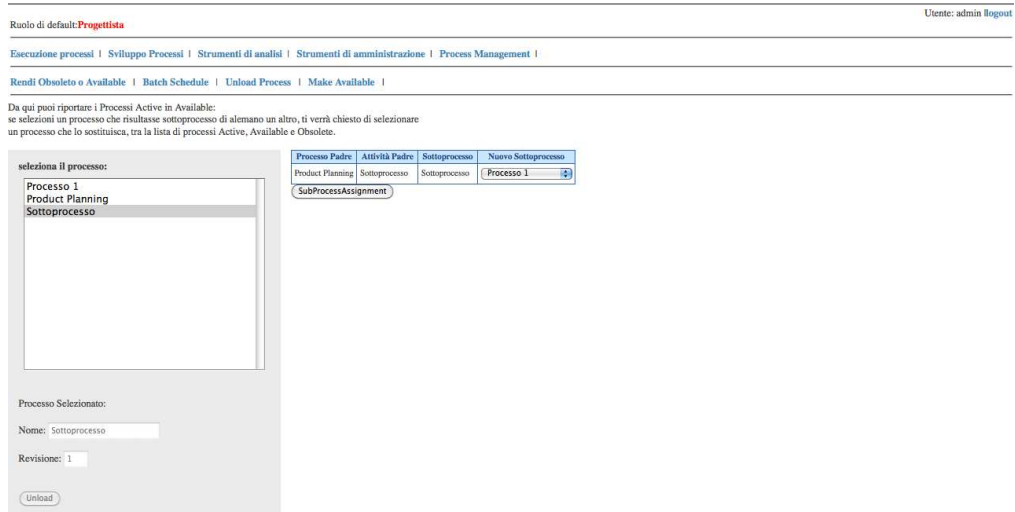 Utente: admin |logout
Ruolo di default:Progettista
Esecuzione processi | Sviluppo Processi | Strumenti di analisi | Strumenti di amministrazione | Process Management |
Rendi Obsoleto o Available | Batch Schedule | Unload Process | Make Available |
Da qui puoi riportare i Processi Active in Available:
se selezioni un processo che risultasse sottoprocesso di alemano un altro, ti verrà chiesto di selezionare
un processo che lo sostituisca, tra la lista di processi Active, Available e Obsolete.
seleziona il processo:
Processo 1
Product Planning
Sottoprocesso
Processo Padre Attività Padre Sottoprocesso Nuovo Sottoprocesso
Product Planning Sottoprocesso Sottoprocesso Processo 1
SubProcessAssignment
Processo Selezionato:
Nome: Sottoprocesso
Revisione: 1
Unload